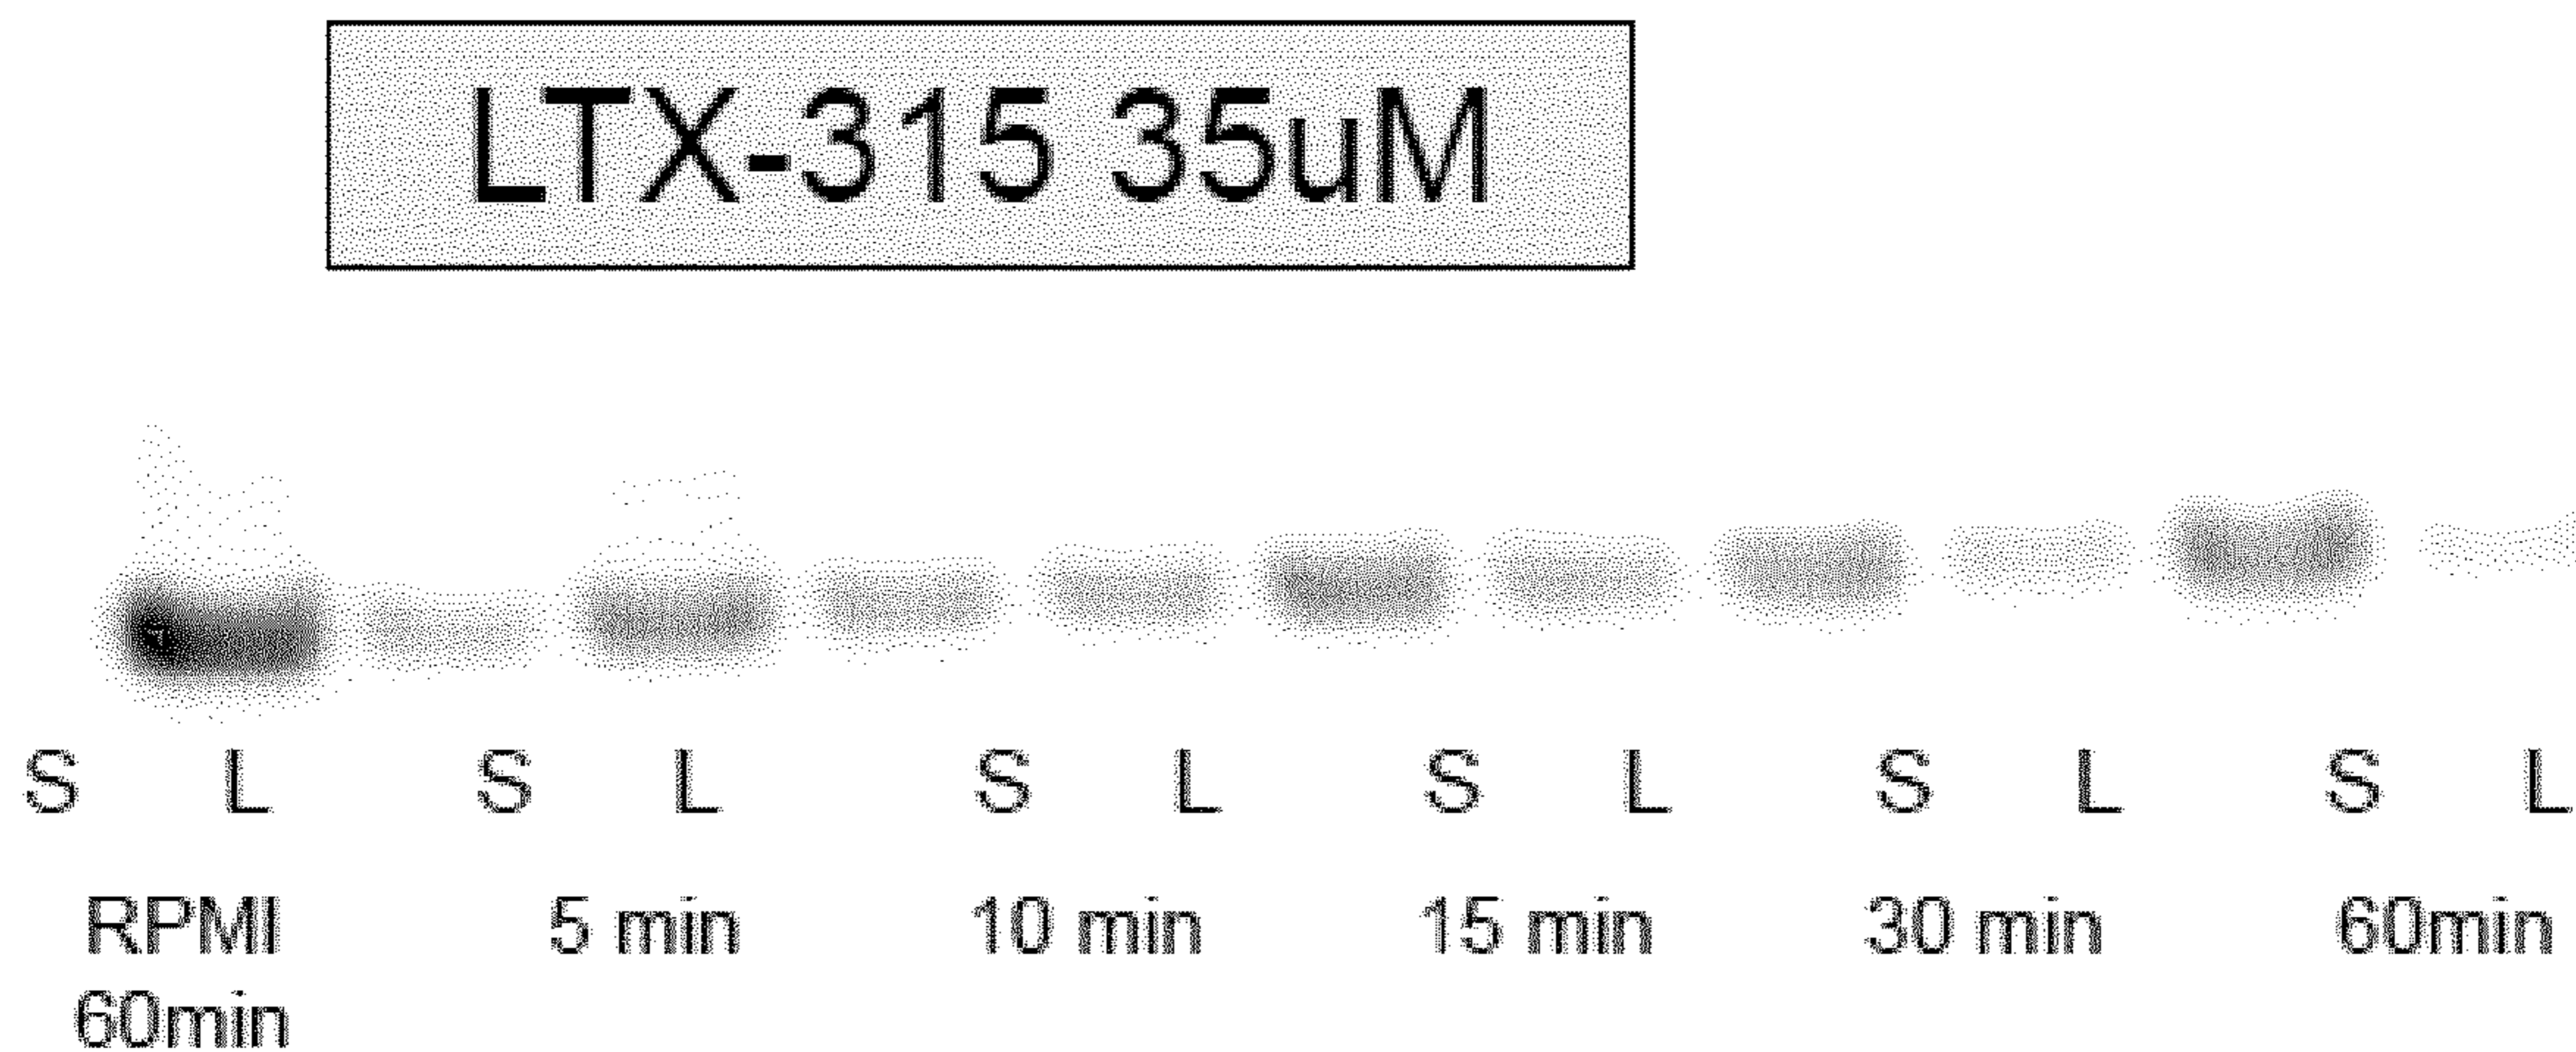 LTX-315 35uM
S L S L S L S L S L S L
RPMI 5 min 10 min 15 min 30 min 60min
60min